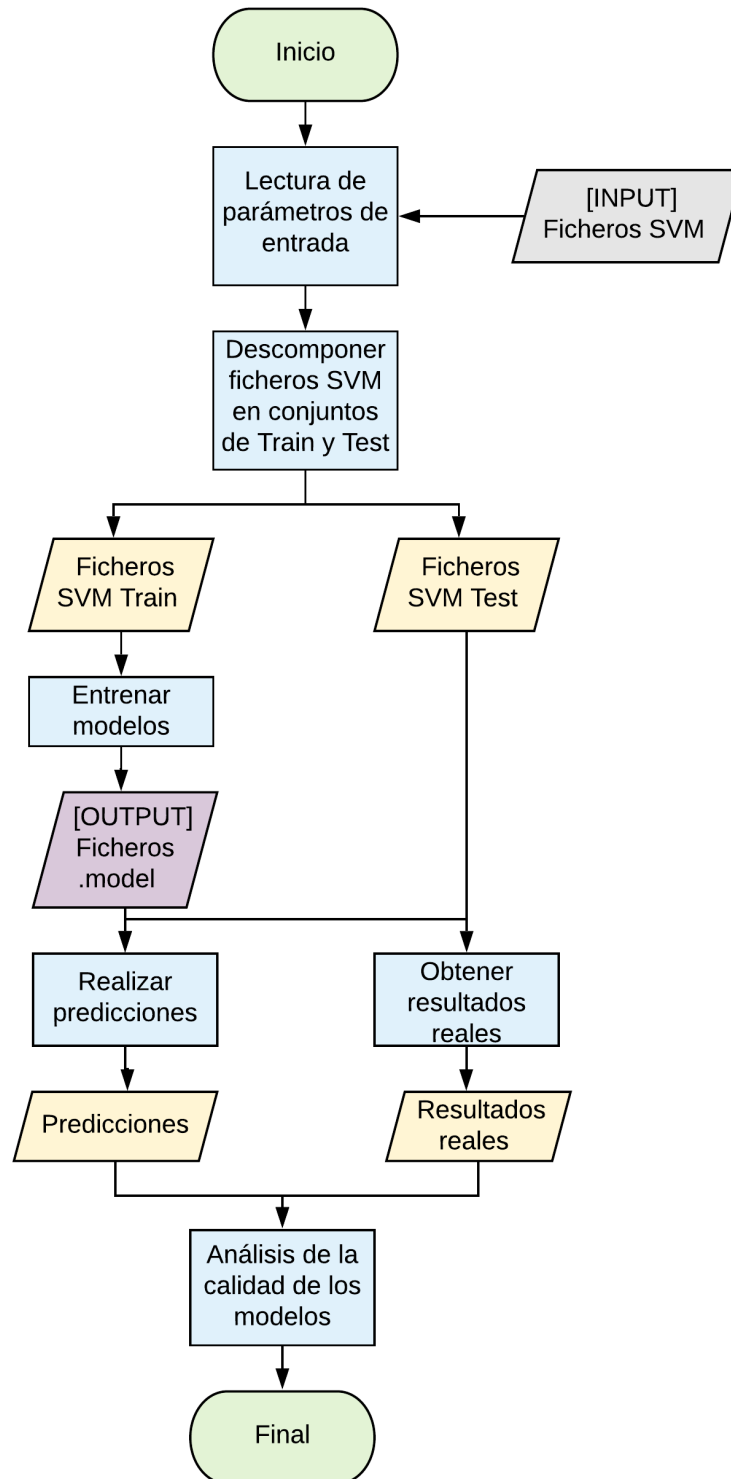 Inicio
Lectura de
parámetros de
entrada
[INPUT]
Ficheros SVM
Descomponer
ficheros SVM
en conjuntos
de Train y Test
Ficheros
SVM Train
Ficheros
SVM Test
Entrenar
modelos
[OUTPUT]
Ficheros
.model
Realizar
predicciones
Obtener
resultados
reales
Predicciones
Resultados
reales
Análisis de la
calidad de los
modelos
Final